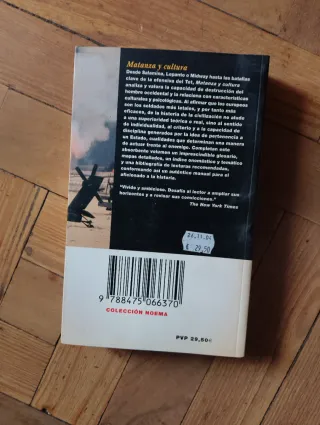 Matanza y cultura
Desde Salamina, Lepanto o Midway hasta las batallas
clave de la ofensiva del Tet, Matanza y cultura
analiza y valora la capacidad de destrucción del
hombre occidental y la relaciona con características
culturales y psicológicas. Al afirmar que los europeos
son los soldados más letales, y por tanto más
eficaces, de la historia de la civilización no alude
a una superioridad teórica o real, sino al sentido
de individualidad, al criterio y a la capacidad de
disciplina generados por la idea de pertenencia a
un Estado, cualidades que determinan una manera
de actuar frente al enemigo. Completan este
absorbente volumen un imprescindible glosario,
mapas detallados, un índice onomástico y temático
y una bibliografía de lecturas recomendadas,
conformando así un auténtico manual para el
aficionado a la historia.
"Vívido y ambicioso. Desafía al lector a ampliar sus
horizontes y a revisar sus convicciones."
The New York Times
€ 29,50
9 788475 066370
COLECCIÓN NOEMA
PVP 29,50€